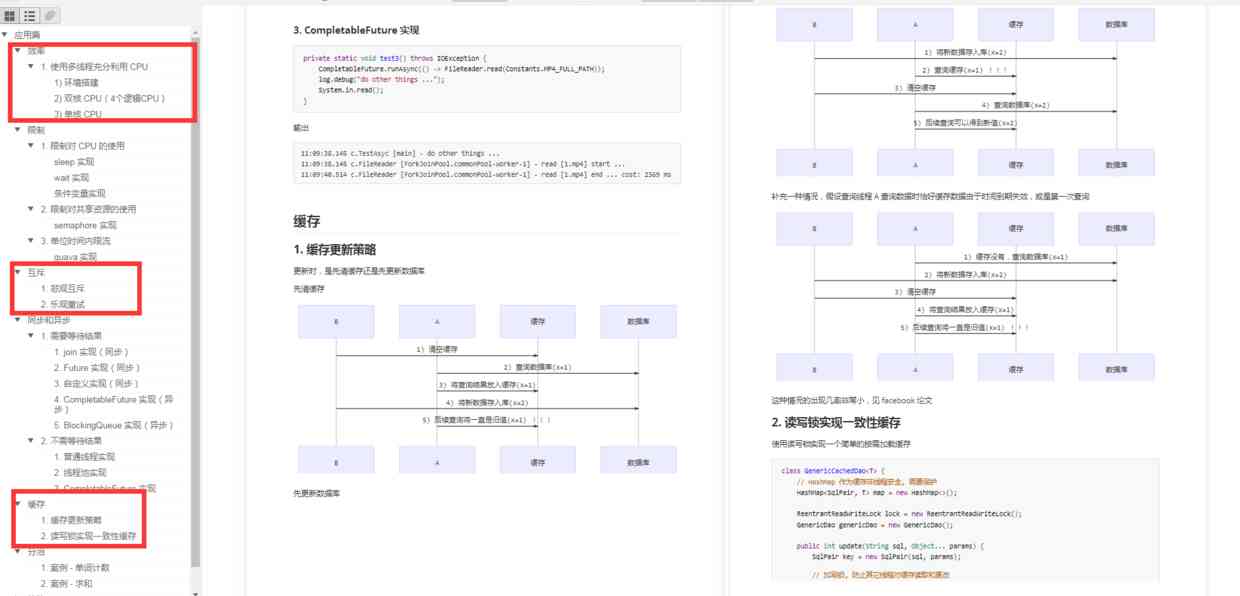 应用篇
效率
1. 使用多线程充分利用 CPU
1) 环境搭建
2) 双核 CPU（4个逻辑CPU）
3) 单核 CPU
限制
1. 限制对 CPU 的使用
sleep 实现
wait 实现
条件变量实现
2. 限制对共享资源的使用
semaphore 实现
3. 单位时间内限流
guava 实现
互斥
1. 悲观互斥
2. 乐观重试
同步和异步
1. 需要等待结果
1. join 实现（同步）
2. Future 实现（同步）
3. 自定义实现（同步）
4. CompletableFuture 实现（异
步）
5. BlockingQueue 实现（异步）
2. 不需等待结果
1. 普通线程实现
2. 线程池实现
3. CompletableFuture 实现
缓存
1. 缓存更新策略
2. 读写锁实现一致性缓存
分治
1. 案例 - 单词计数
2. 案例 - 求和
3. CompletableFuture 实现
private static void test3() throws IOException {
CompletableFuture.runAsync(() -> FileReader.read(Constants.MP4_FULL_PATH));
log.debug("do other things ...");
System.in.read();
}
输出
11:09:38.145 c.TestAsyc [main] - do other things ...
11:09:38.145 c.FileReader [ForkJoinPool.commonPool-worker-1] - read [1.mp4] start ...
11:09:40.514 c.FileReader [ForkJoinPool.commonPool-worker-1] - read [1.mp4] end ... cost: 2369 ms
缓存
1. 缓存更新策略
更新时，是先清缓存还是先更新数据库
先清缓存
B A 缓存 数据库
1) 清空缓存
2) 查询数据库(x=1)
3) 将查询结果放入缓存(x=1)
4) 将新数据存入库(x=2)
5) 后续查询将一直是旧值(x=1) ！！！
B A 缓存 数据库
先更新数据库
B A 缓存 数据库
1) 将新数据存入库(x=2)
2) 查询缓存(x=1) ！！！
3) 清空缓存
4) 查询数据库(x=2)
5) 后续查询可以得到新值(x=2)
B A 缓存 数据库
补充一种情况，假设查询线程 A 查询数据时恰好缓存数据由于时间到期失效，或是第一次查询
B A 缓存 数据库
1) 缓存没有，查询数据库(x=1)
2) 将新数据存入库(x=2)
3) 清空缓存
4) 将查询结果放入缓存(x=1)
5) 后续查询将一直是旧值(x=1) ！！！
B A 缓存 数据库
这种情况的出现几率非常小，见 facebook 论文
2. 读写锁实现一致性缓存
使用读写锁实现一个简单的按需加载缓存
class GenericCachedDao<T> {
// HashMap 作为缓存非线程安全, 需要保护
HashMap<SqlPair, T> map = new HashMap<>();
ReentrantReadWriteLock lock = new ReentrantReadWriteLock();
GenericDao genericDao = new GenericDao();
public int update(String sql, Object... params) {
SqlPair key = new SqlPair(sql, params);
// 加写锁, 防止其它线程对缓存读取和更改